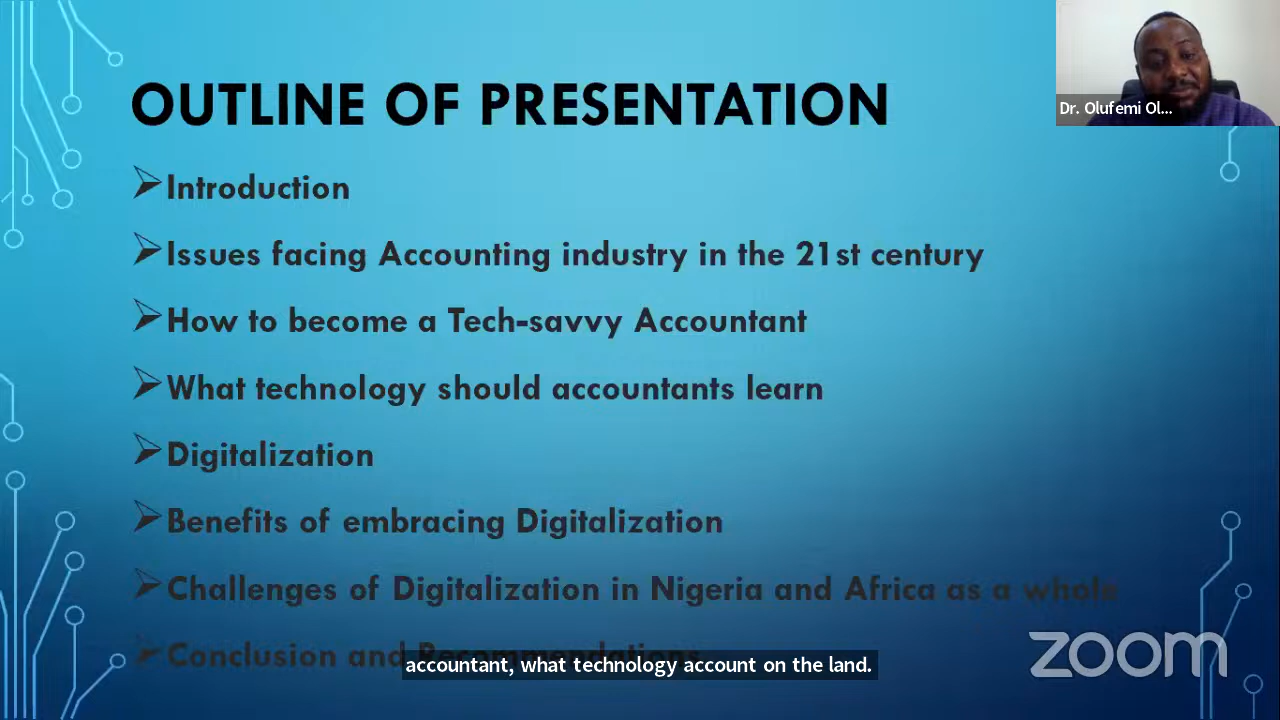 OUTLINE OF PRESENTATION
Dr. Olufemi Ol...
Introduction
Issues facing Accounting industry in the 21st century
How to become a Tech-savvy Accountant
What technology should accountants learn
Digitalization
Benefits of embracing Digitalization
Challenges of Digitalization in Nigeria and Africa as a whole
Conclusion and Recommendations
accountant, what technology account on the land.
zoom